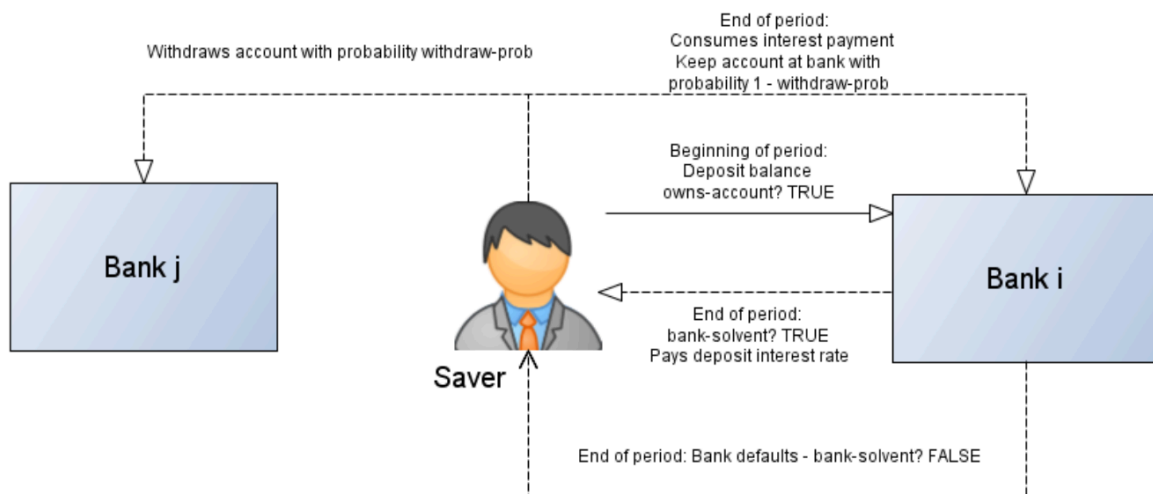 End of period:
Consumes interest payment
Keep account at bank with
probability 1 - withdraw-prob
Withdraws account with probability withdraw-prob
Beginning of period:
Deposit balance
owns-account? TRUE
Bank j
Bank i
End of period:
bank-solvent? TRUE
Pays deposit interest rate
Saver
End of period: Bank defaults - bank-solvent? FALSE